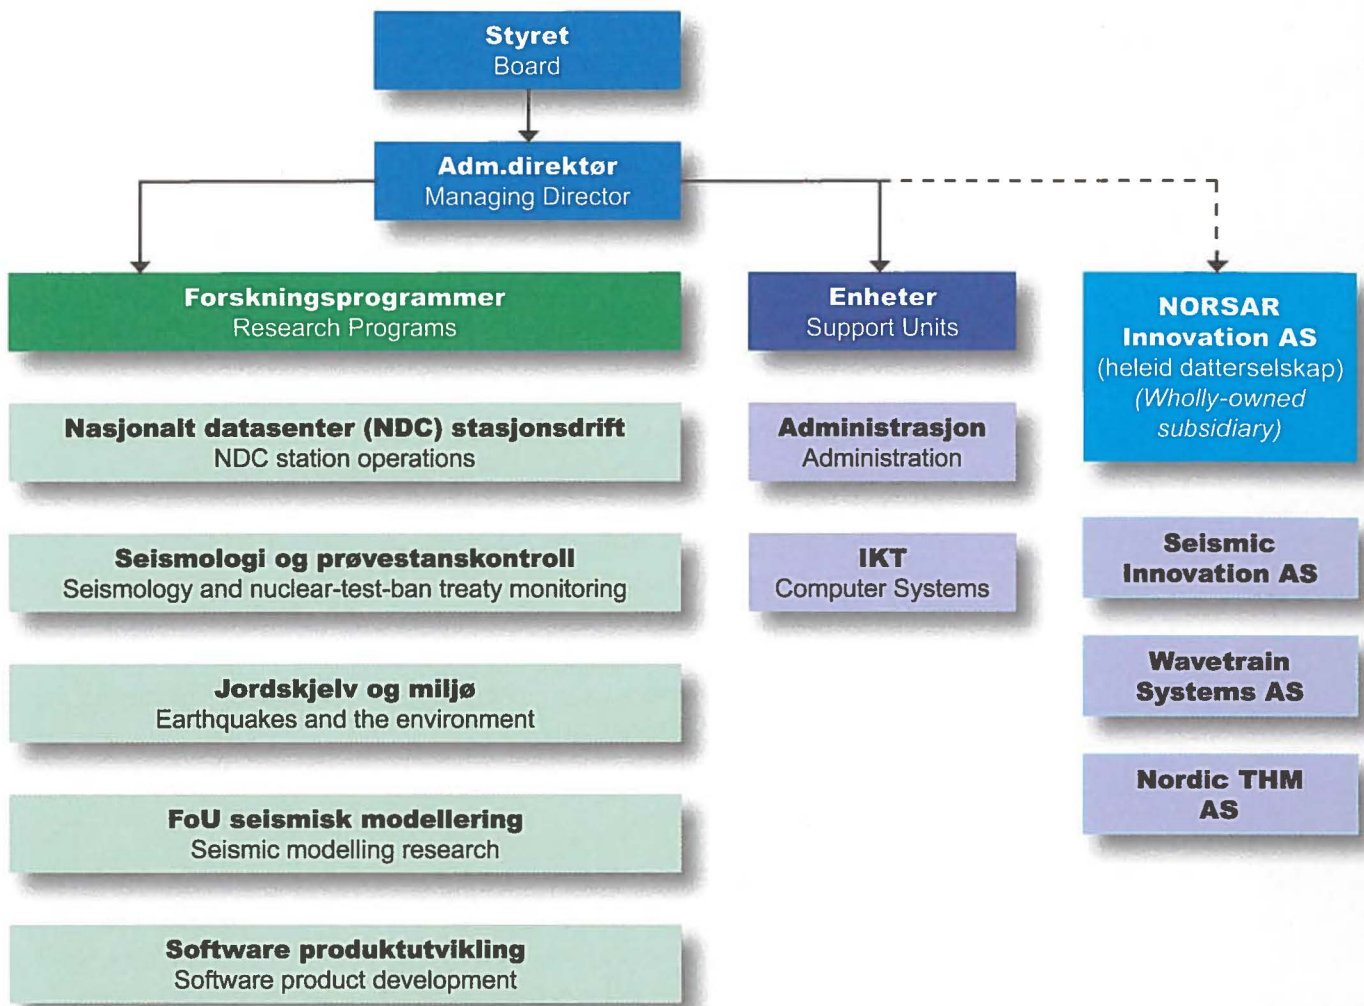 Styret
Board
Adm.direktør
Managing Director
Forskningsprogrammer
Research Programs
Nasjonalt datasenter (NDC) stasjonsdrift
NDC station operations
Seismologi og prøvestanskontroll
Seismology and nuclear-test-ban treaty monitoring
Jordskjelv og miljø
Earthquakes and the environment
FoU seismisk modellering
Seismic modelling research
Software produktutvikling
Software product development
Enheter
Support Units
Administrasjon
Administration
IKT
Computer Systems
NORSAR
Innovation AS
(heleid datterselskap)
(Wholly-owned
subsidiary)
Seismic
Innovation AS
Wavetrain
Systems AS
Nordic THM
AS